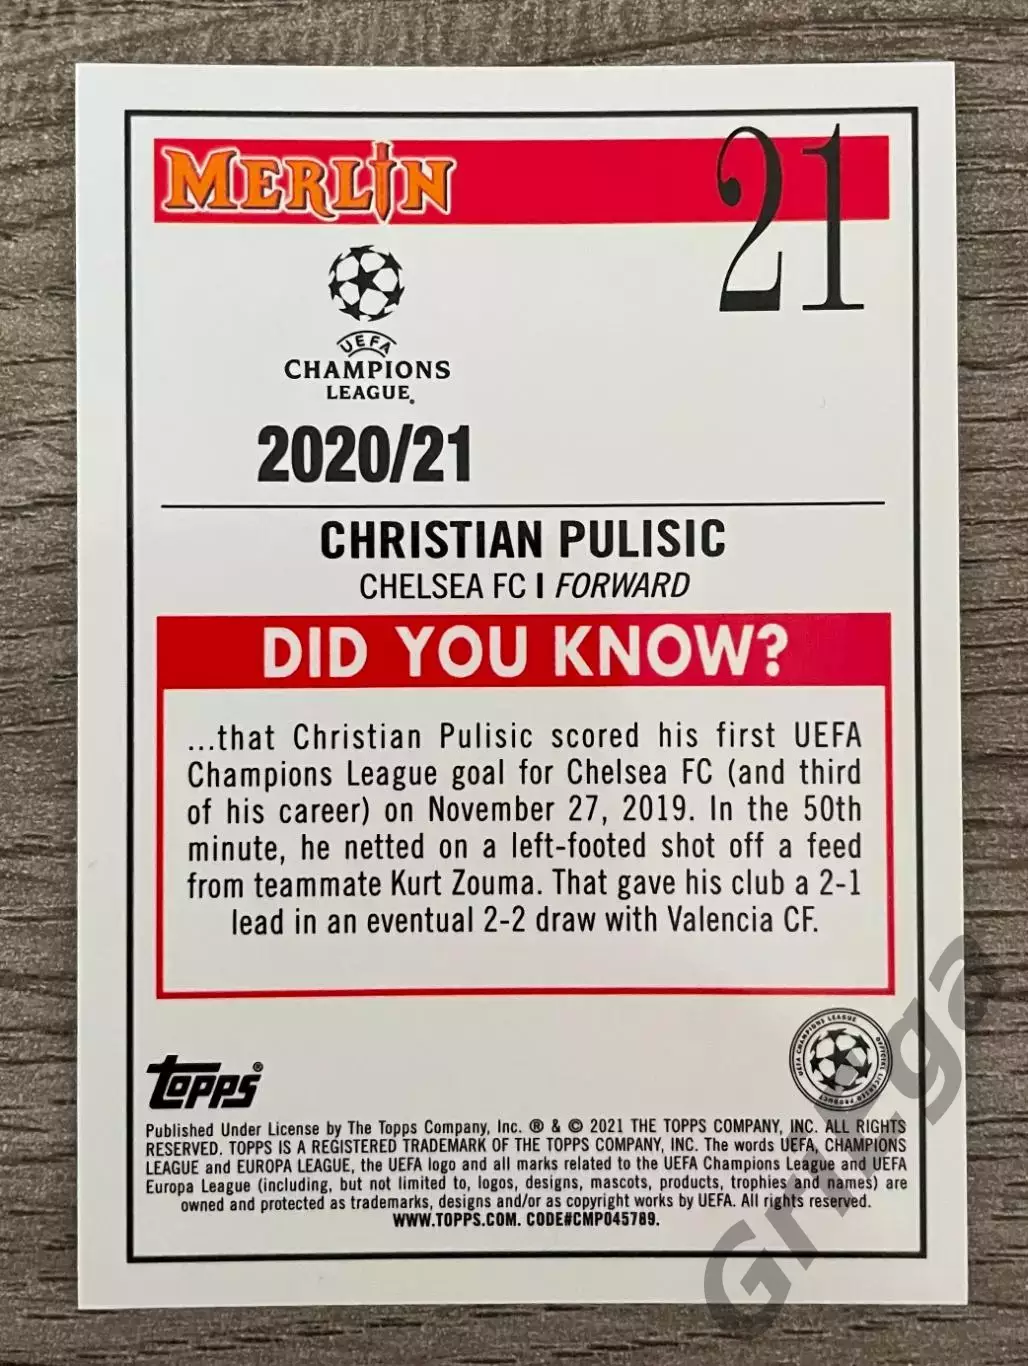 MERLIN
21
UEFA
CHAMPIONS
LEAGUE®
2020/21
CHRISTIAN PULISIC
CHELSEA FC | FORWARD
DID YOU KNOW?
...that Christian Pulisic scored his first UEFA
Champions League goal for Chelsea FC (and third
of his career) on November 27, 2019. In the 50th
minute, he netted on a left-footed shot off a feed
from teammate Kurt Zouma. That gave his club a 2-1
lead in an eventual 2-2 draw with Valencia CF.
TOPPS®
UEFA CHAMPIONS LEAGUE
OFFICIAL LICENSED PRODUCT
Published Under License by The Topps Company, Inc. ® & © 2021 THE TOPPS COMPANY, INC. ALL RIGHTS
RESERVED. TOPPS IS A REGISTERED TRADEMARK OF THE TOPPS COMPANY, INC. The words UEFA, CHAMPIONS
LEAGUE and EUROPA LEAGUE, the UEFA logo and all marks related to the UEFA Champions League and UEFA
Europa League (including, but not limited to, logos, designs, mascots, products, trophies and names) are
owned and protected as trademarks, designs and/or as copyright works by UEFA. All rights reserved.
WWW.TOPPS.COM. CODE#CMP045789.
GriLega